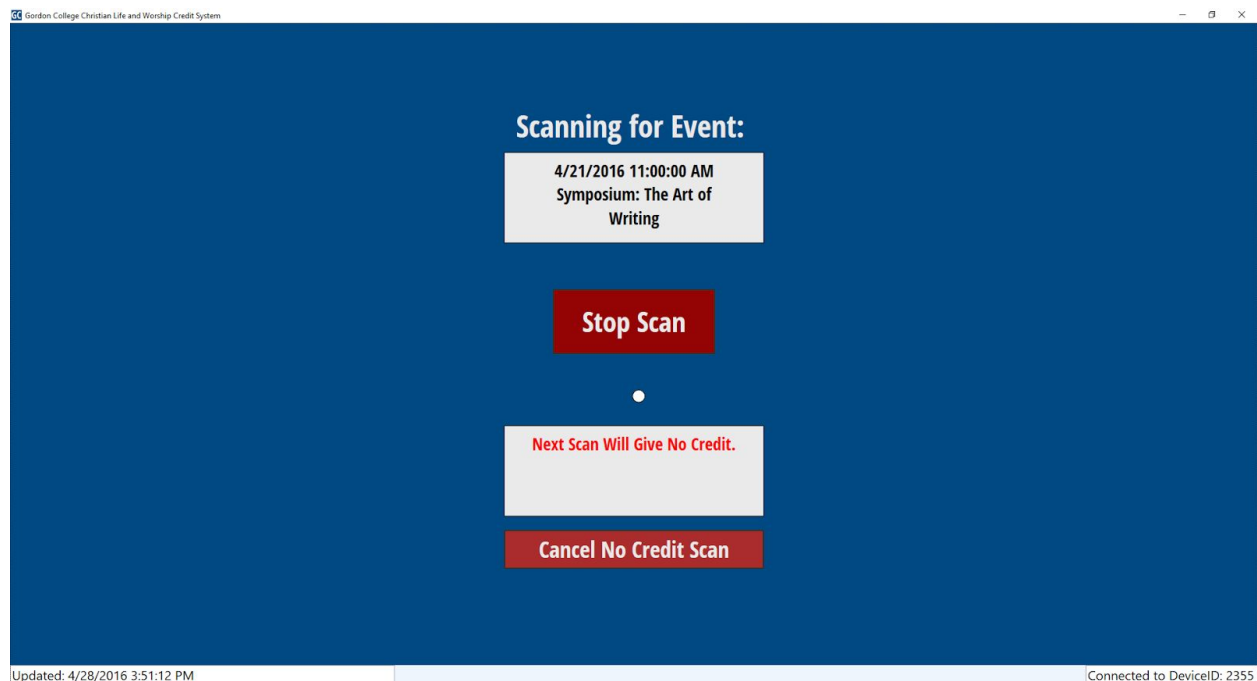 GC Gordon College Christian Life and Worship Credit System
Scanning for Event:
4/21/2016 11:00:00 AM
Symposium: The Art of
Writing
Stop Scan
Next Scan Will Give No Credit.
Cancel No Credit Scan
Updated: 4/28/2016 3:51:12 PM
Connected to DeviceID: 2355